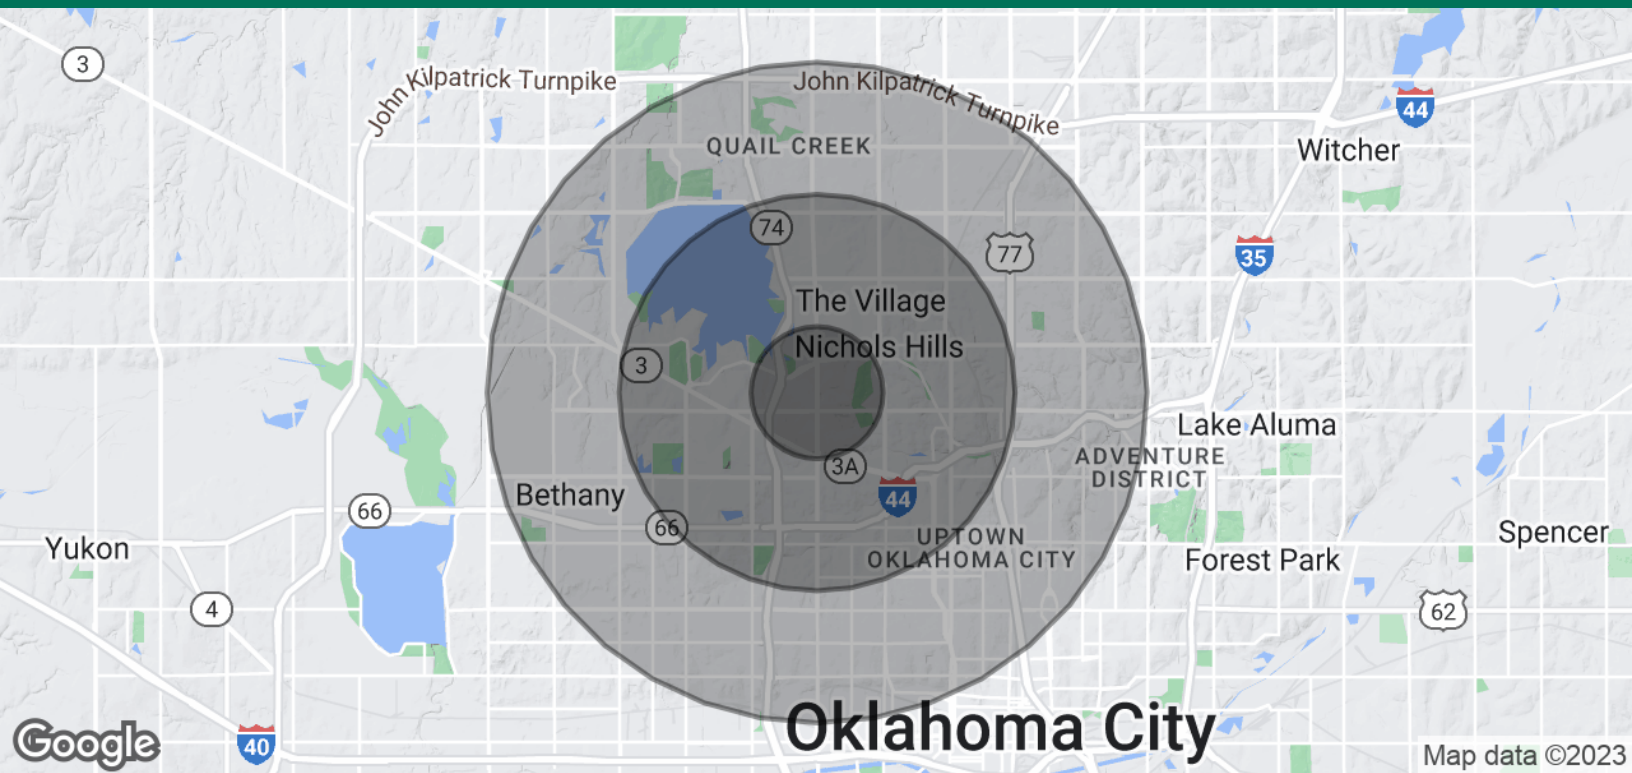 3
John Kilpatrick Turnpike
John Kilpatrick Turnpike
44
Witcher
QUAIL CREEK
74
77
35
The Village
Nichols Hills
3
Lake Aluma
ADVENTURE
DISTRICT
3A
Bethany
44
66
66
UPTOWN
OKLAHOMA CITY
Yukon
Spencer
Forest Park
4
62
Oklahoma City
Google
40
Map data ©2023